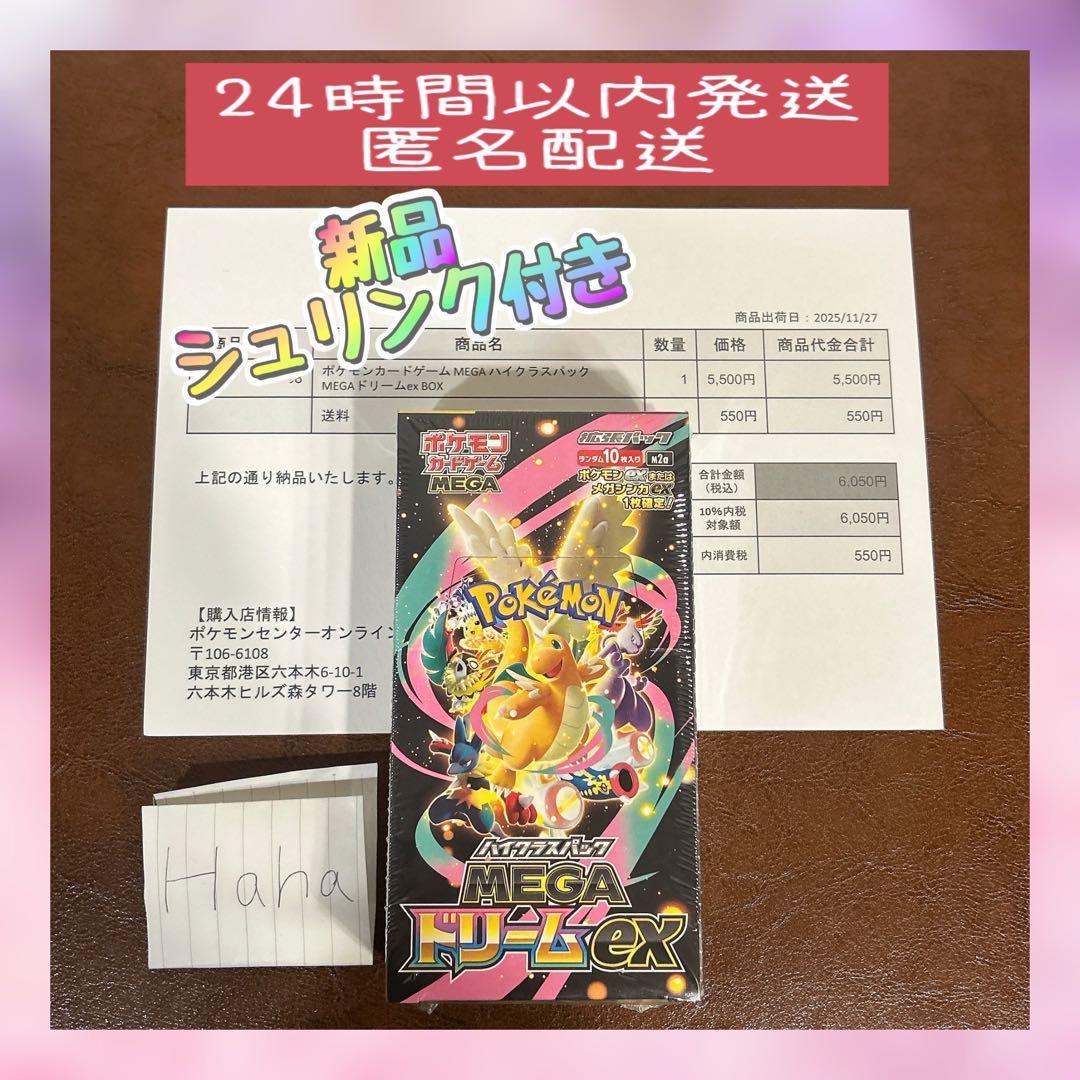 24時間以内発送
匿名配送
新品
シュリンク付き
商品出荷日：2025/11/27
商品名 数量 価格 商品代金合計
ポケモンカードゲーム MEGA ハイクラスパック
MEGAドリームex BOX
1 5,500円 5,500円
送料 550円 550円
上記の通り納品いたします。
合計金額
（税込）
6,050円
10%内税
対象額
6,050円
内消費税 550円
【購入店情報】
ポケモンセンターオンライン
〒106-6108
東京都港区六本木6-10-1
六本木ヒルズ森タワー8階
ポケモン
カードゲーム
MEGA
拡張パック
ランダム10枚入り M2a
ポケモンexまたは
メガシンカex
1枚確定!
POKéMON
ハイクラスパック
MEGA
ドリームex
Hana